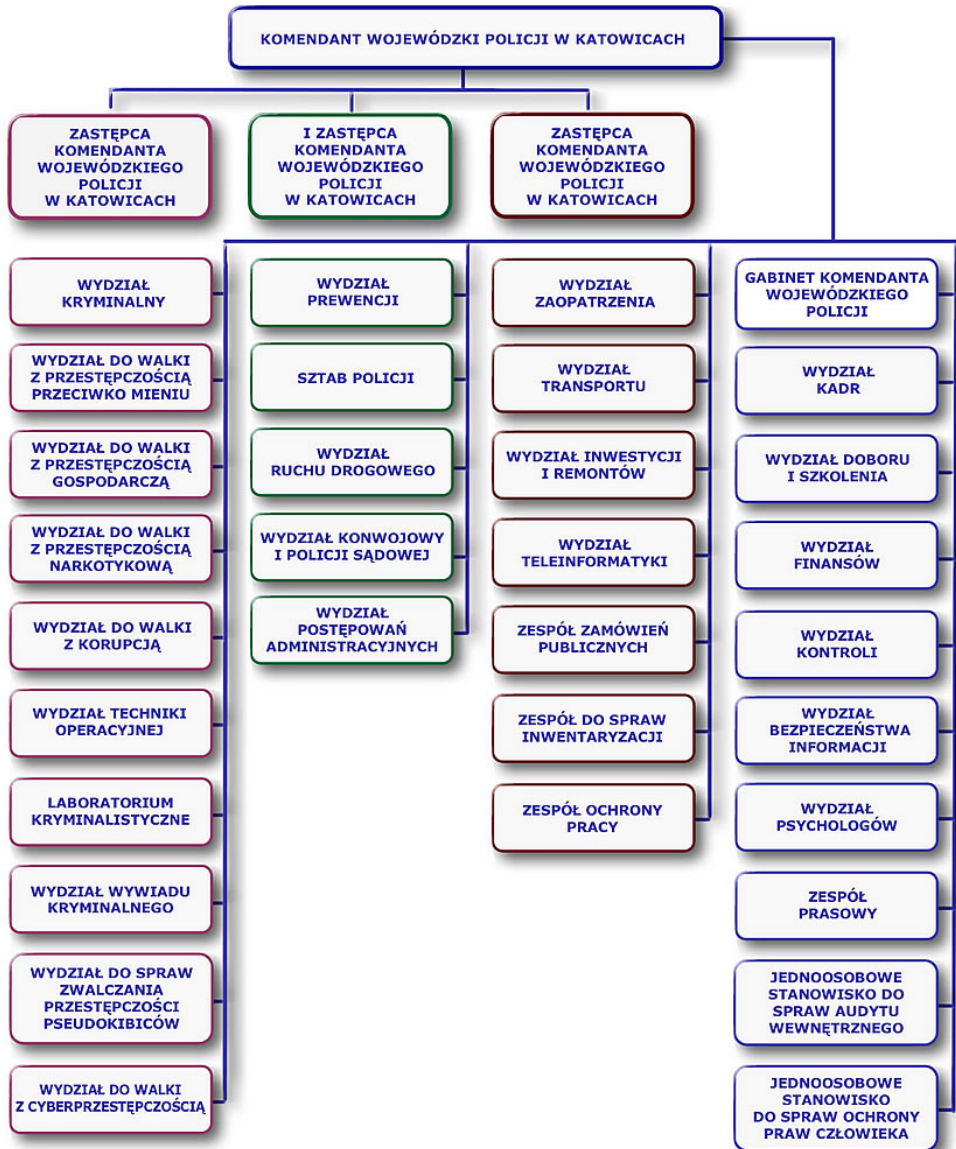 KOMENDANT WOJEWÓDZKI POLICJI W KATOWICACH
ZASTĘPCA
KOMENDANTA
WOJEWÓDZKIEGO
POLICJI
W KATOWICACH
I ZASTĘPCA
KOMENDANTA
WOJEWÓDZKIEGO
POLICJI
W KATOWICACH
ZASTĘPCA
KOMENDANTA
WOJEWÓDZKIEGO
POLICJI
W KATOWICACH
WYDZIAŁ
KRYMINALNY
WYDZIAŁ DO WALKI
Z PRZESTĘPCZOŚCIĄ
PRZECIWKO MIENIU
WYDZIAŁ DO WALKI
Z PRZESTĘPCZOŚCIĄ
GOSPODARCZĄ
WYDZIAŁ DO WALKI
Z PRZESTĘPCZOŚCIĄ
NARKOTYKOWĄ
WYDZIAŁ DO WALKI
Z KORUPCJĄ
WYDZIAŁ TECHNIKI
OPERACYJNEJ
LABORATORIUM
KRYMINALISTYCZNE
WYDZIAŁ WYWIADU
KRYMINALNEGO
WYDZIAŁ DO SPRAW
ZWALCZANIA
PRZESTĘPCZOŚCI
PSEUDOKIBICÓW
WYDZIAŁ DO WALKI
Z CYBERPRZESTĘPCZOŚCIĄ
WYDZIAŁ
PREWENCJI
SZTAB POLICJI
WYDZIAŁ
RUCHU DROGOWEGO
WYDZIAŁ KONWOJOWY
I POLICJI SĄDOWEJ
WYDZIAŁ
POSTĘPOWAŃ
ADMINISTRACYJNYCH
WYDZIAŁ
ZAOPATRZENIA
WYDZIAŁ
TRANSPORTU
WYDZIAŁ INWESTYCJI
I REMONTÓW
WYDZIAŁ
TELEINFORMATYKI
ZESPÓŁ ZAMÓWIEŃ
PUBLICZNYCH
ZESPÓŁ DO SPRAW
INWENTARYZACJI
ZESPÓŁ OCHRONY
PRACY
GABINET KOMENDANTA
WOJEWÓDZKIEGO
POLICJI
WYDZIAŁ
KADR
WYDZIAŁ DOBORU
I SZKOLENIA
WYDZIAŁ
FINANSÓW
WYDZIAŁ
KONTROLI
WYDZIAŁ
BEZPIECZEŃSTWA
INFORMACJI
WYDZIAŁ
PSYCHOLOGÓW
ZESPÓŁ
PRASOWY
JEDNOOSOBOWE
STANOWISKO DO
SPRAW AUDYTU
WEWNĘTRZNEGO
JEDNOOSOBOWE
STANOWISKO
DO SPRAW OCHRONY
PRAW CZŁOWIEKA